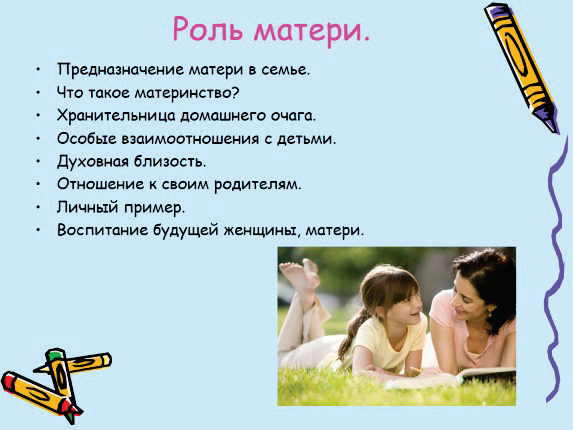 Роль матери.
• Предназначение матери в семье.
• Что такое материнство?
• Хранительница домашнего очага.
• Особые взаимоотношения с детьми.
• Духовная близость.
• Отношение к своим родителям.
• Личный пример.
• Воспитание будущей женщины, матери.